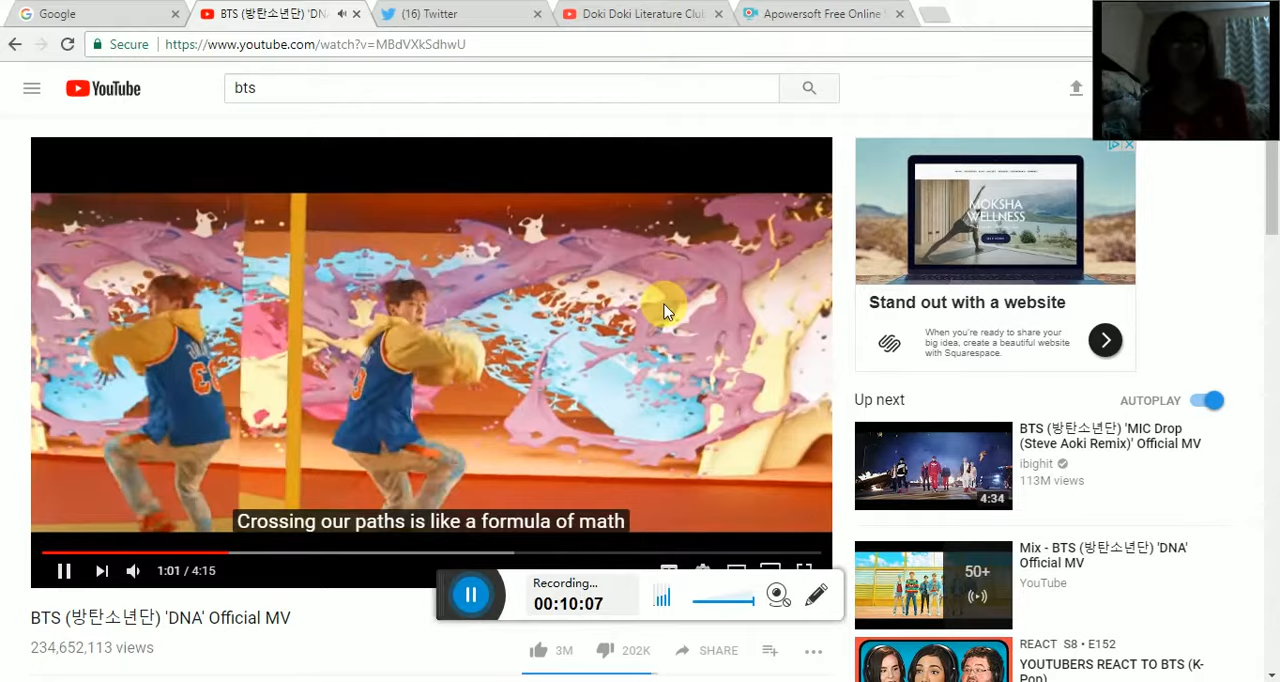 Google
BTS (방탄소년단) 'DN
(16) Twitter
Doki Doki Literature Clu
Apowersoft Free Online
Secure
https://www.youtube.com/watch?v=MBdVXkSdhwU
YouTube
bts
MOKSHA
WELLNESS
Stand out with a website
When you're ready to share your
big idea, create a beautiful website
with Squarespace.
Crossing our paths is like a formula of math
1:01 / 4:15
Recording...
00:10:07
BTS (방탄소년단) 'DNA' Official MV
234,652,113 views
3M
202K
SHARE
Up next
AUTOPLAY
BTS (방탄소년단) 'MIC Drop
(Steve Aoki Remix)' Official MV
ibighit
113M views
4:34
Mix - BTS (방탄소년단) 'DNA'
Official MV
YouTube
50+
REACT S8 • E152
YOUTUBERS REACT TO BTS (K-
Pop)